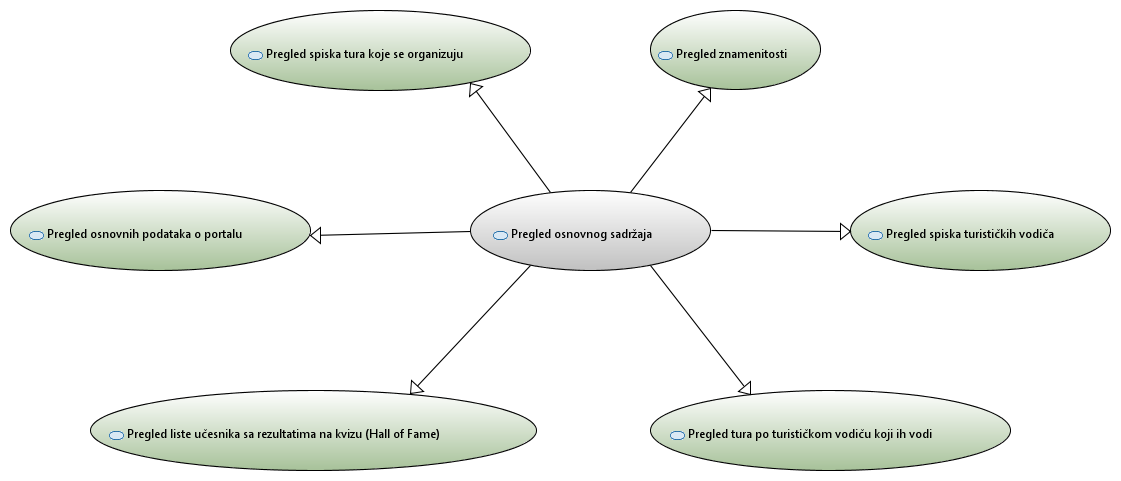 Pregled spiska tura koje se organizuju
Pregled znamenitosti
Pregled osnovnih podataka o portalu
Pregled osnovnog sadržaja
Pregled spiska turističkih vodiča
Pregled liste učesnika sa rezultatima na kvizu (Hall of Fame)
Pregled tura po turističkom vodiču koji ih vodi